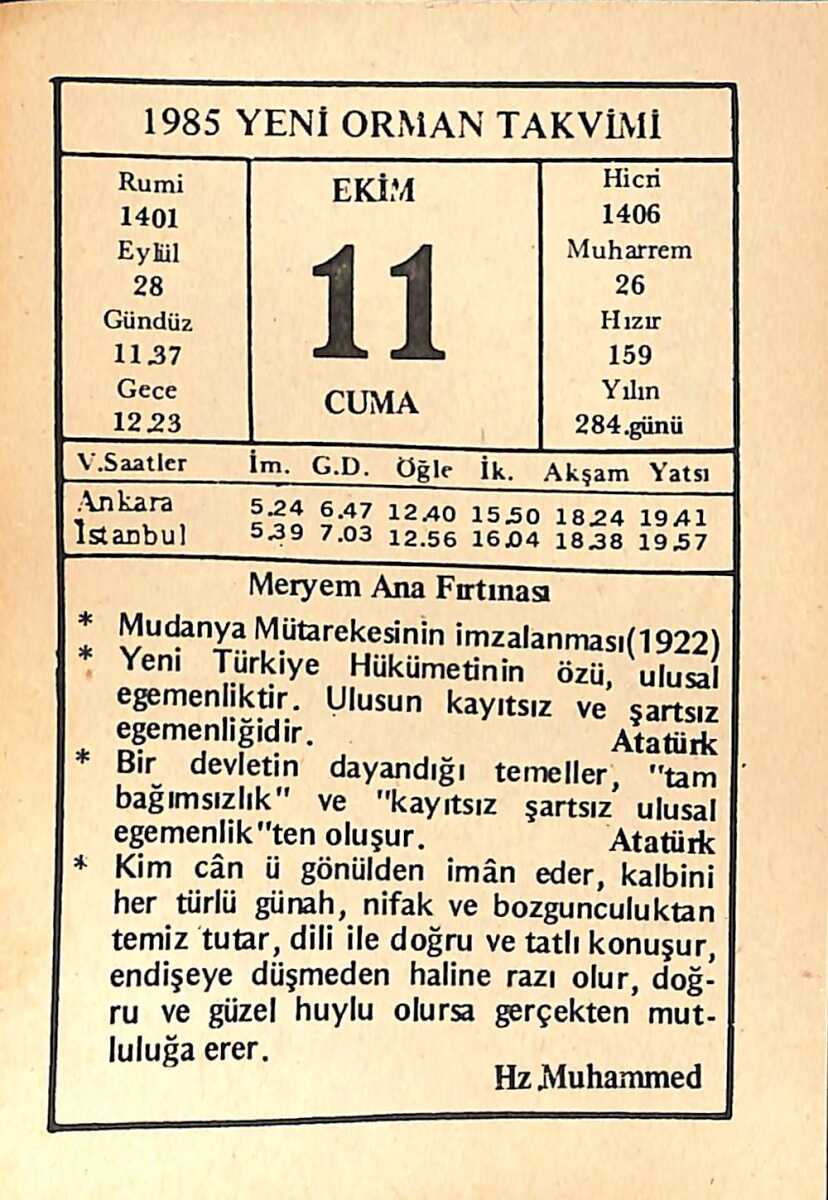 1985 YENİ ORMAN TAKVİMİ
Rumi
1401
Eylül
28
Gündüz
11.37
Gece
12.23
EKİM
11
CUMA
Hicri
1406
Muharrem
26
Hızır
159
Yılın
284.günü
V.Saatler İm. G.D. Öğle İk. Akşam Yatsı
Ankara 5.24 6.47 12.40 15.50 18.24 19.41
İstanbul 5.39 7.03 12.56 16.04 18.38 19.57
Meryem Ana Fırtınası
* Mudanya Mütarekesinin imzalanması(1922)
* Yeni Türkiye Hükümetinin özü, ulusal
egemenliktir. Ulusun kayıtsız ve şartsız
egemenliğidir. Atatürk
* Bir devletin dayandığı temeller, "tam
bağımsızlık" ve "kayıtsız şartsız ulusal
egemenlik"ten oluşur. Atatürk
* Kim cân ü gönülden imân eder, kalbini
her türlü günah, nifak ve bozgunculuktan
temiz tutar, dili ile doğru ve tatlı konuşur,
endişeye düşmeden haline razı olur, doğ-
ru ve güzel huylu olursa gerçekten mut-
luluğa erer.
Hz.Muhammed